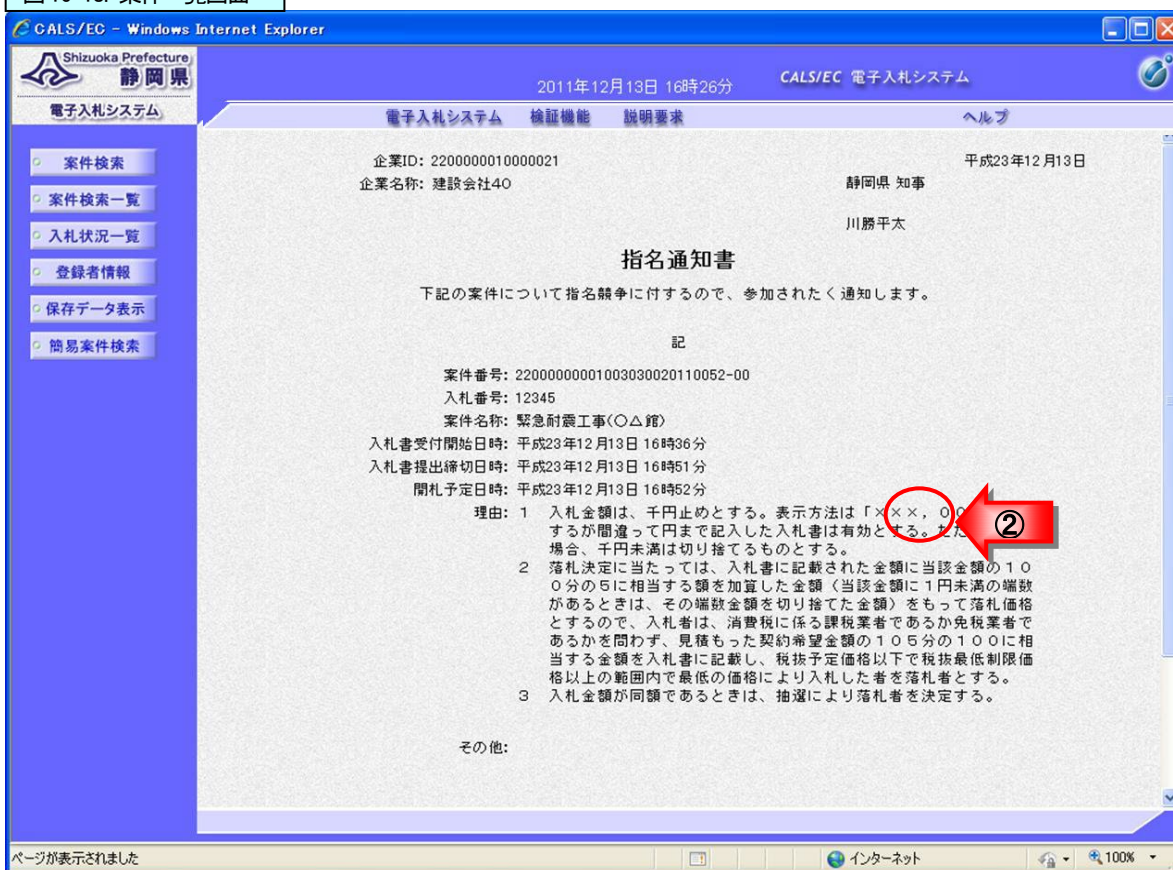 CALS/EC - Windows Internet Explorer
Shizuoka Prefecture
静岡県
電子入札システム
2011年12月13日 16時26分
CALS/EC 電子入札システム
電子入札システム 検証機能 説明要求 ヘルプ
案件検索
案件検索一覧
入札状況一覧
登録者情報
保存データ表示
簡易案件検索
企業ID: 2200000010000021
平成23年12月13日
企業名称: 建設会社40
静岡県 知事
川勝平太
指名通知書
下記の案件について指名競争に付するので、参加されたく通知します。
記
案件番号: 22000000001003030020110052-00
入札番号: 12345
案件名称: 緊急耐震工事(○△館)
入札書受付開始日時: 平成23年12月13日 16時36分
入札書提出締切日時: 平成23年12月13日 16時51分
開札予定日時: 平成23年12月13日 16時52分
理由: 1 入札金額は、千円止めとする。表示方法は「×××，
するが間違って円まで記入した入札書は有効とする。
場合、千円未満は切り捨てるものとする。
2 落札決定に当たっては、入札書に記載された金額に当該金額の１０
０分の５に相当する額を加算した金額（当該金額に１円未満の端数
があるときは、その端数金額を切り捨てた金額）をもって落札価格
とするので、入札者は、消費税に係る課税業者であるか免税業者で
あるかを問わず、見積もった契約希望金額の１０５分の１００に相
当する金額を入札書に記載し、税抜予定価格以下で税抜最低制限価
格以上の範囲内で最低の価格により入札した者を落札者とする。
3 入札金額が同額であるときは、抽選により落札者を決定する。
②
その他:
ページが表示されました
インターネット
100%